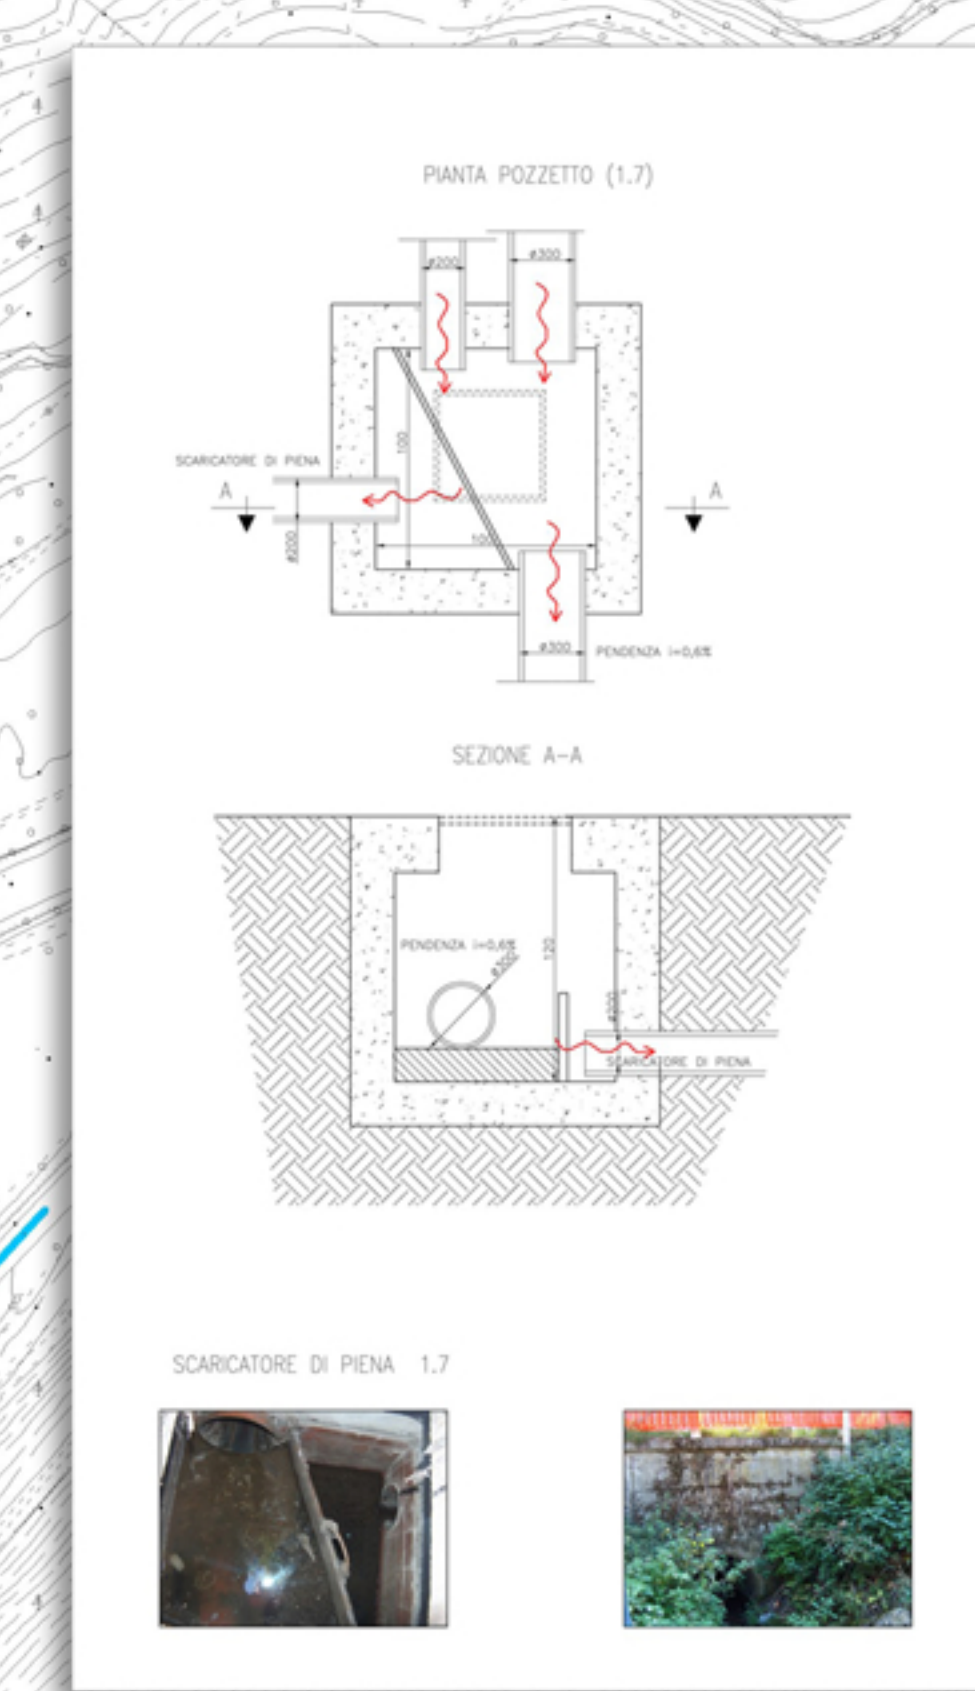 PIANTA POZZETTO (1.7)
ø200
ø300
SCARICATORE DI PIENA
100
A
A
ø200
ø300
PENDENZA i=0,6%
SEZIONE A-A
PENDENZA i=0,6%
ø300
120
ø200
SCARICATORE DI PIENA
SCARICATORE DI PIENA 1.7